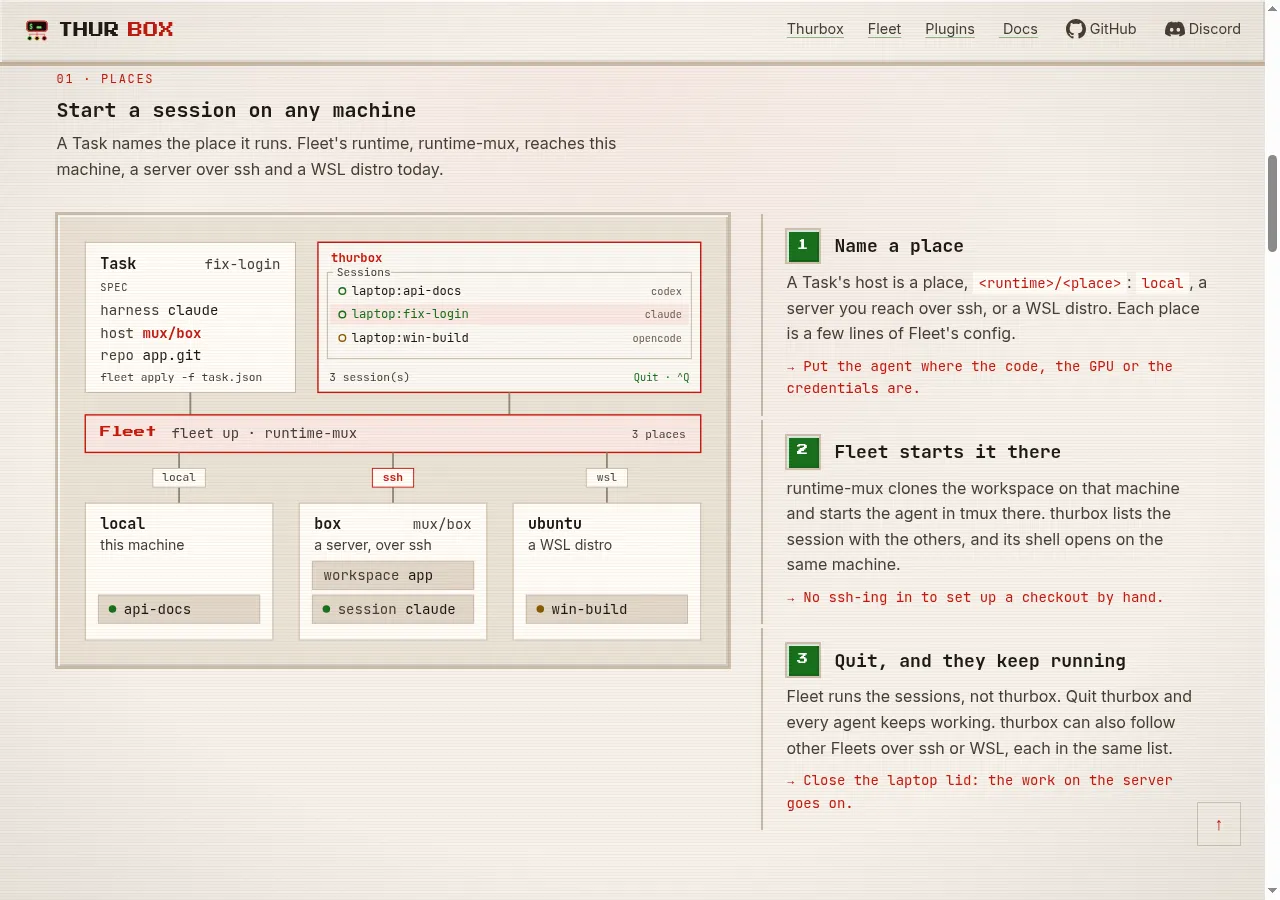 THUR BOX
Thurbox Fleet Plugins Docs GitHub Discord
01 · PLACES
Start a session on any machine
A Task names the place it runs. Fleet's runtime, runtime-mux, reaches this
machine, a server over ssh and a WSL distro today.
Task fix-login
SPEC
harness claude
host mux/box
repo app.git
fleet apply -f task.json
thurbox
Sessions
laptop:api-docs codex
laptop:fix-login claude
laptop:win-build opencode
3 session(s) Quit · ^Q
Fleet fleet up · runtime-mux 3 places
local ssh wsl
local
this machine
api-docs
box mux/box
a server, over ssh
workspace app
session claude
ubuntu
a WSL distro
win-build
1 Name a place
A Task's host is a place, <runtime>/<place> : local , a
server you reach over ssh, or a WSL distro. Each place
is a few lines of Fleet's config.
→ Put the agent where the code, the GPU or the
credentials are.
2 Fleet starts it there
runtime-mux clones the workspace on that machine
and starts the agent in tmux there. thurbox lists the
session with the others, and its shell opens on the
same machine.
→ No ssh-ing in to set up a checkout by hand.
3 Quit, and they keep running
Fleet runs the sessions, not thurbox. Quit thurbox and
every agent keeps working. thurbox can also follow
other Fleets over ssh or WSL, each in the same list.
→ Close the laptop lid: the work on the server
goes on.
↑